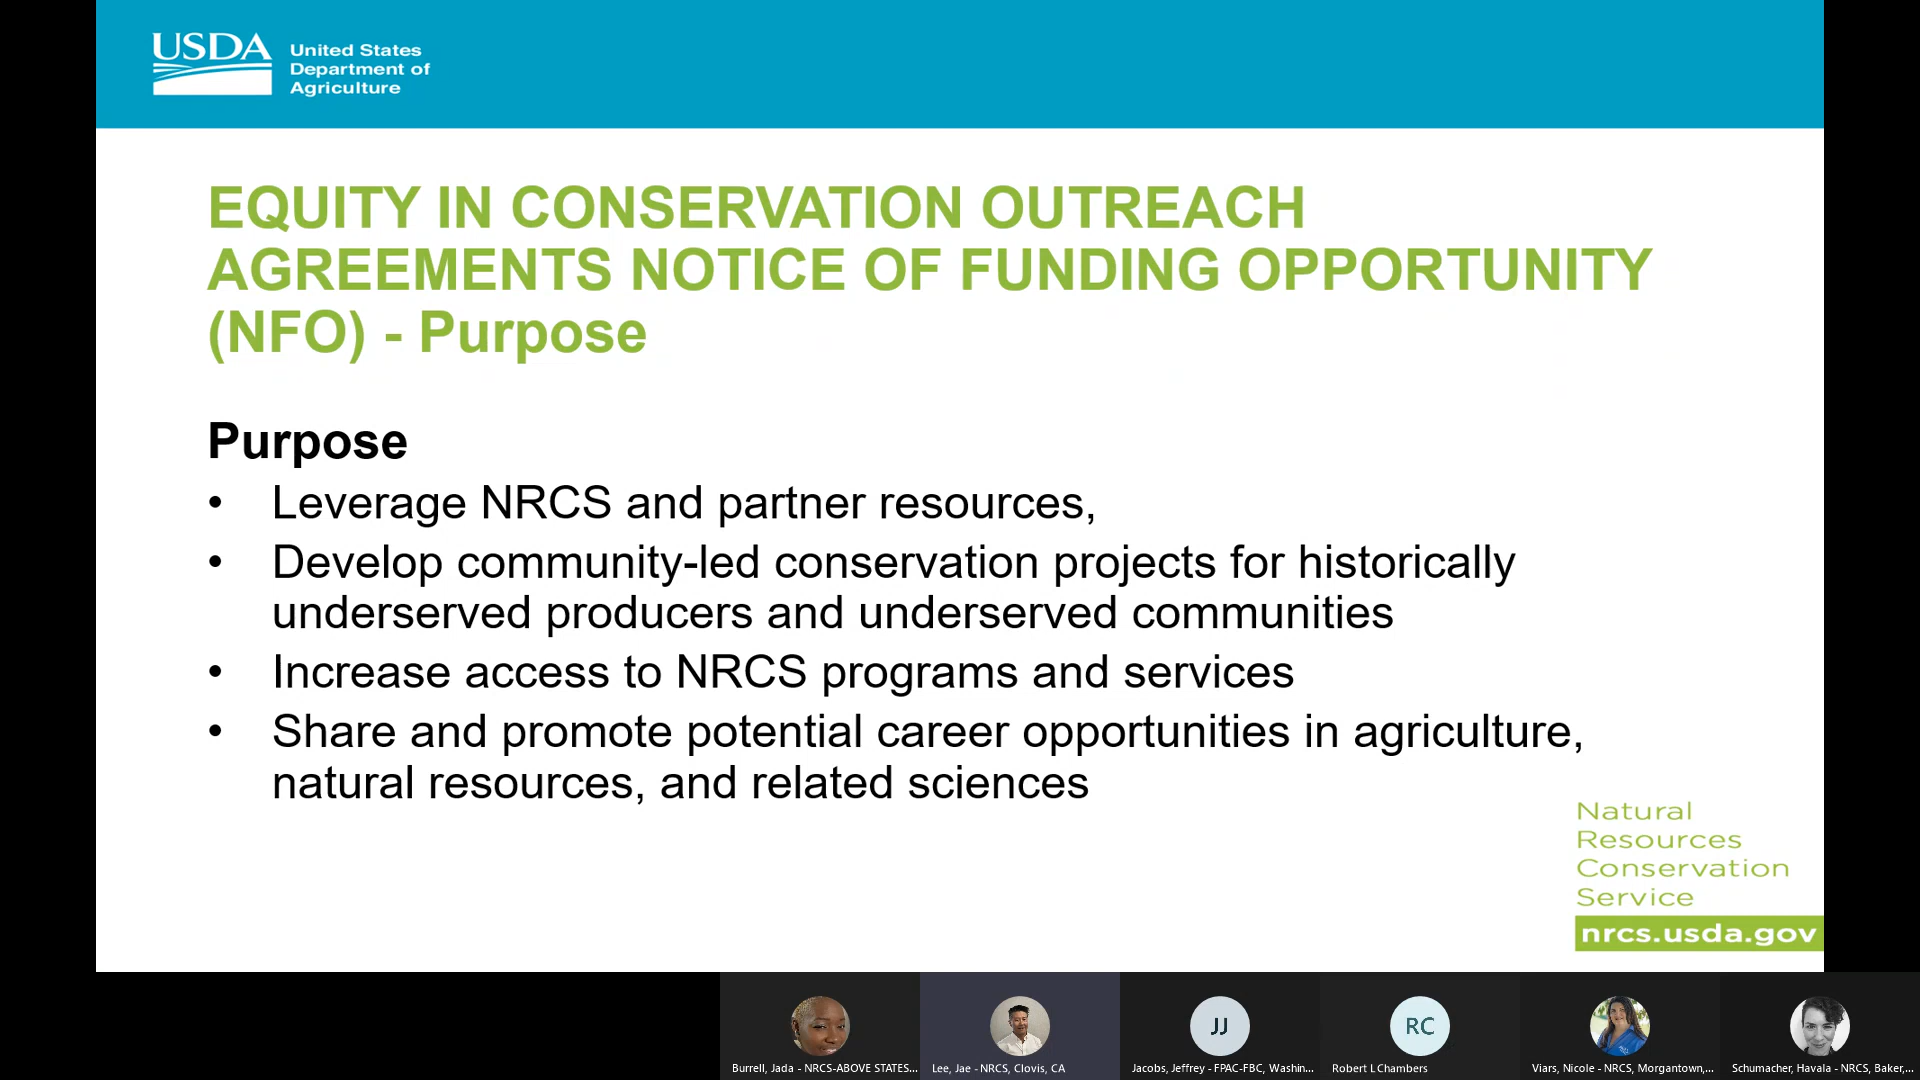 USDA
United States
Department of
Agriculture
EQUITY IN CONSERVATION OUTREACH
AGREEMENTS NOTICE OF FUNDING OPPORTUNITY
(NFO) - Purpose
Purpose
• Leverage NRCS and partner resources,
• Develop community-led conservation projects for historically
underserved producers and underserved communities
• Increase access to NRCS programs and services
• Share and promote potential career opportunities in agriculture,
natural resources, and related sciences
Natural
Resources
Conservation
Service
nrcs.usda.gov
JJ
RC
Burrell, Jada - NRCS-ABOVE STATES...
Lee, Jae - NRCS, Clovis, CA
Jacobs, Jeffrey - FPAC-FBC, Washin...
Robert L Chambers
Viars, Nicole - NRCS, Morgantown,...
Schumacher, Havala - NRCS, Baker,...